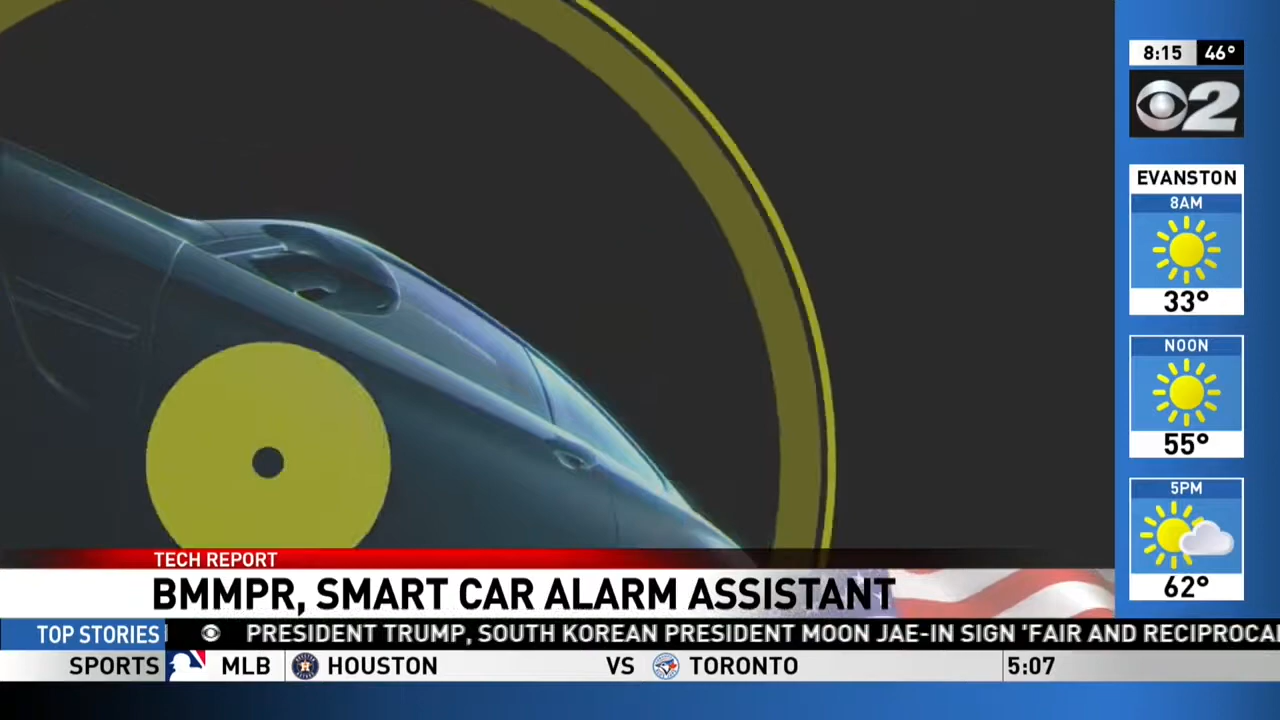 8:15 46°
2
EVANSTON
8AM
33°
NOON
55°
5PM
62°
TECH REPORT
BMMPR, SMART CAR ALARM ASSISTANT
TOP STORIES PRESIDENT TRUMP, SOUTH KOREAN PRESIDENT MOON JAE-IN SIGN 'FAIR AND RECIPROCAL
SPORTS MLB HOUSTON VS TORONTO 5:07